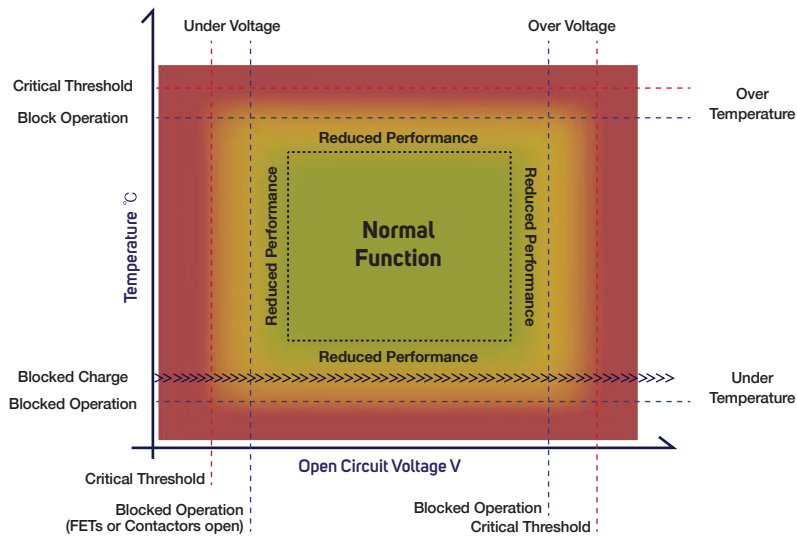 Under Voltage
Over Voltage
Critical Threshold
Over
Temperature
Block Operation
Reduced Performance
Reduced Performance
Normal
Function
Reduced Performance
Temperature °C
Reduced Performance
Blocked Charge
Under
Temperature
Blocked Operation
Open Circuit Voltage V
Critical Threshold
Blocked Operation
(FETs or Contactors open)
Blocked Operation
Critical Threshold